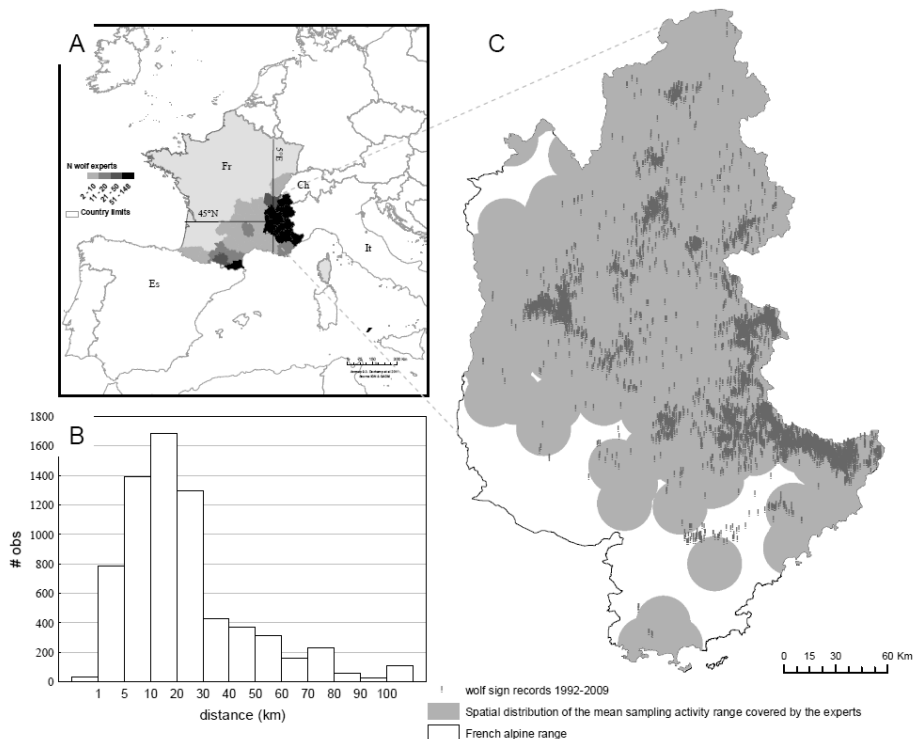 A
N wolf experts
2 - 10
11 - 20
21 - 50
51 - 148
Country limits
Fr
5°E
Ch
45°N
It
Es
B
1800
1600
1400
1200
1000
800
600
400
200
0
# obs
1 5 10 20 30 40 50 60 70 80 90 100
distance (km)
C
0 15 30 60 Km
wolf sign records 1992-2009
Spatial distribution of the mean sampling activity range covered by the experts
French alpine range